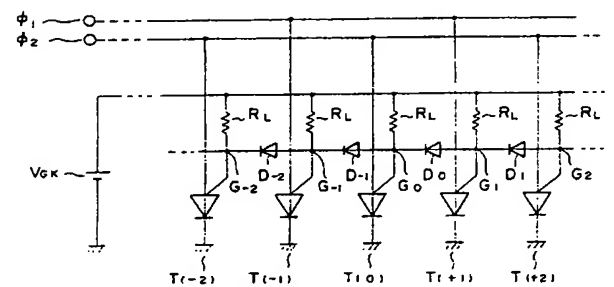 ϕ1
ϕ2
RL RL RL RL RL
VGK
G-2 D-2 G-1 D-1 G0 D0 G1 D1 G2
T(-2) T(-1) T(0) T(+1) T(+2)